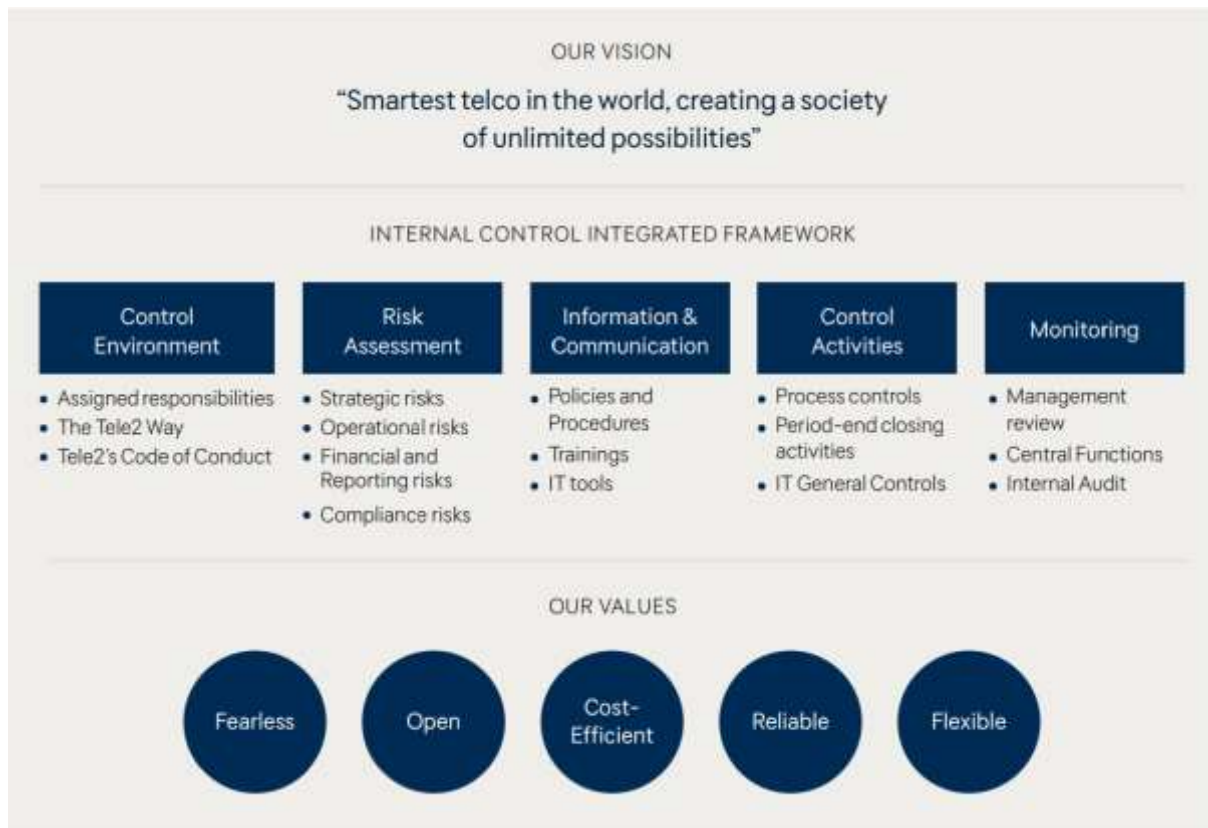 OUR VISION
“Smartest telco in the world, creating a society
of unlimited possibilities”
INTERNAL CONTROL INTEGRATED FRAMEWORK
Control
Environment
• Assigned responsibilities
• The Tele2 Way
• Tele2’s Code of Conduct
Risk
Assessment
• Strategic risks
• Operational risks
• Financial and
Reporting risks
• Compliance risks
Information &
Communication
• Policies and
Procedures
• Trainings
• IT tools
Control
Activities
• Process controls
• Period-end closing
activities
• IT General Controls
Monitoring
• Management
review
• Central Functions
• Internal Audit
OUR VALUES
Fearless
Open
Cost-
Efficient
Reliable
Flexible